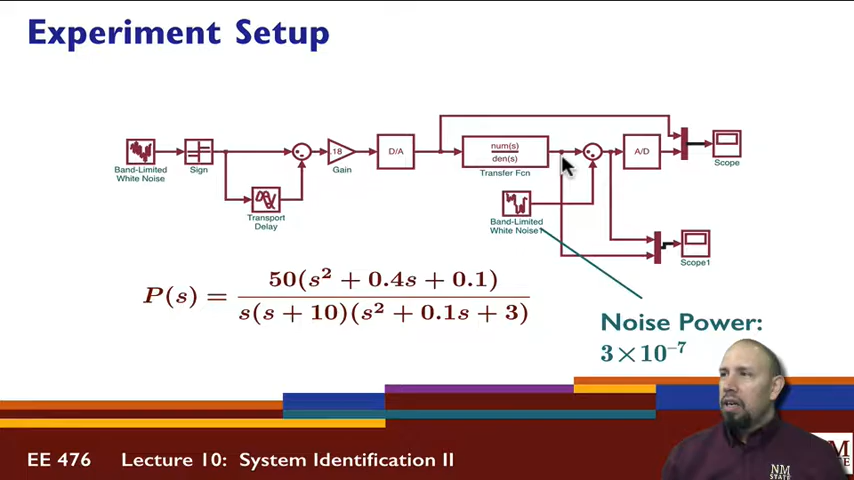 Experiment Setup
Band-Limited
White Noise
Sign
Transport
Delay
.18
Gain
D/A
num(s)
den(s)
Transfer Fcn
Band-Limited
White Noise1
A/D
Scope
Scope1
P(s) = 50(s² + 0.4s + 0.1) / s(s + 10)(s² + 0.1s + 3)
Noise Power:
3×10⁻⁷
EE 476 Lecture 10: System Identification II
NM
STATE